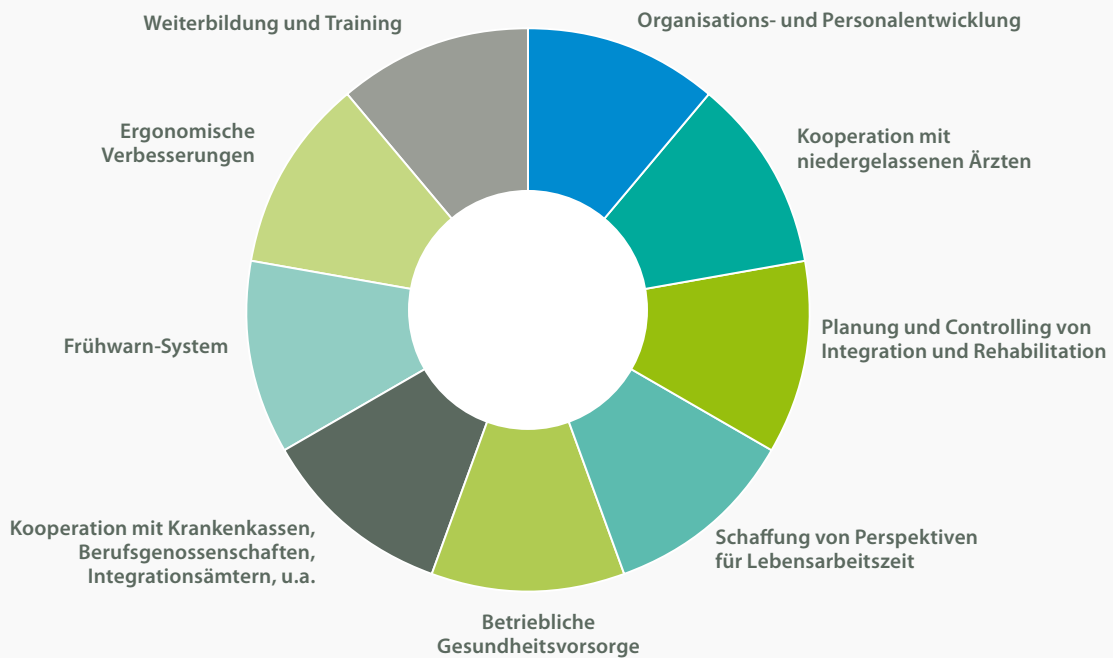 Weiterbildung und Training
Organisations- und Personalentwicklung
Ergonomische
Verbesserungen
Kooperation mit
niedergelassenen Ärzten
Frühwarn-System
Planung und Controlling von
Integration und Rehabilitation
Kooperation mit Krankenkassen,
Berufsgenossenschaften,
Integrationsämtern, u.a.
Schaffung von Perspektiven
für Lebensarbeitszeit
Betriebliche
Gesundheitsvorsorge